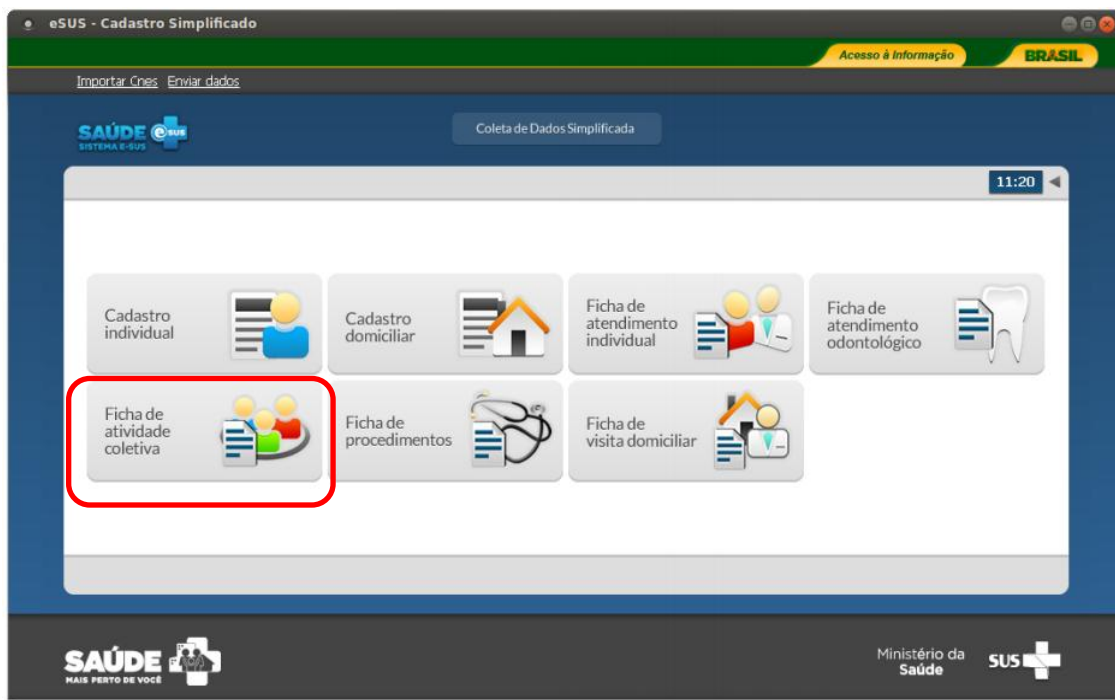 eSUS - Cadastro Simplificado
Acesso à Informação
BRASIL
Importar Cnes Enviar dados
SAÚDE e-SUS
SISTEMA E-SUS
Coleta de Dados Simplificada
11:20
Cadastro
individual
Cadastro
domiciliar
Ficha de
atendimento
individual
Ficha de
atendimento
odontológico
Ficha de
atividade
coletiva
Ficha de
procedimentos
Ficha de
visita domiciliar
SAÚDE
MAIS PERTO DE VOCÊ
Ministério da
Saúde
SUS